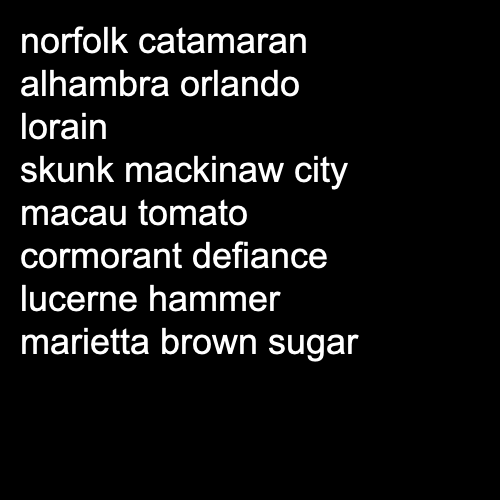 norfolk catamaran
alhambra orlando
lorain
skunk mackinaw city
macau tomato
cormorant defiance
lucerne hammer
marietta brown sugar